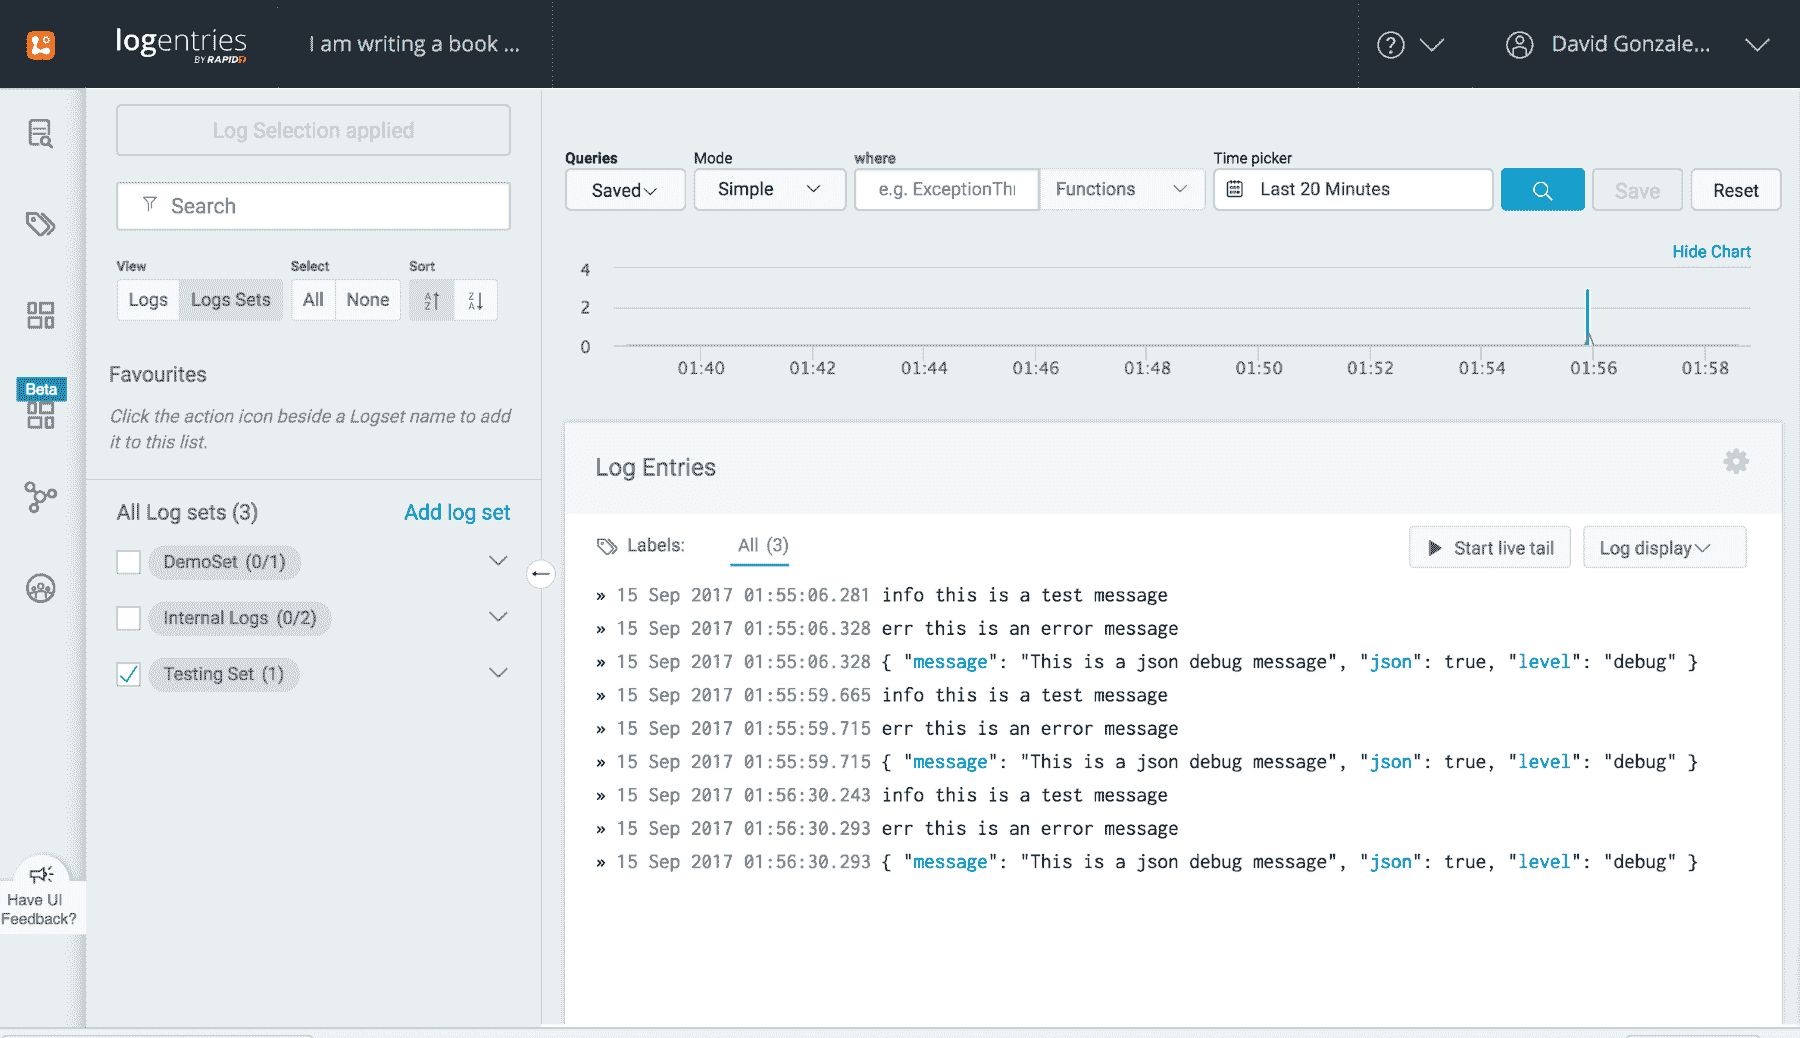 logentries
BY RAPID7
I am writing a book ...
David Gonzale...
Log Selection applied
Search
View
Select
Sort
Logs
Logs Sets
All
None
A
Z
Z
A
Favourites
Click the action icon beside a Logset name to add
it to this list.
All Log sets (3)
Add log set
DemoSet (0/1)
Internal Logs (0/2)
Testing Set (1)
Beta
Have UI
Feedback?
Queries
Mode
where
Time picker
Saved
Simple
e.g. ExceptionThr
Functions
Last 20 Minutes
Save
Reset
Hide Chart
4
2
0
01:40 01:42 01:44 01:46 01:48 01:50 01:52 01:54 01:56 01:58
Log Entries
Labels:
All (3)
Start live tail
Log display
» 15 Sep 2017 01:55:06.281 info this is a test message
» 15 Sep 2017 01:55:06.328 err this is an error message
» 15 Sep 2017 01:55:06.328 { "message": "This is a json debug message", "json": true, "level": "debug" }
» 15 Sep 2017 01:55:59.665 info this is a test message
» 15 Sep 2017 01:55:59.715 err this is an error message
» 15 Sep 2017 01:55:59.715 { "message": "This is a json debug message", "json": true, "level": "debug" }
» 15 Sep 2017 01:56:30.243 info this is a test message
» 15 Sep 2017 01:56:30.293 err this is an error message
» 15 Sep 2017 01:56:30.293 { "message": "This is a json debug message", "json": true, "level": "debug" }